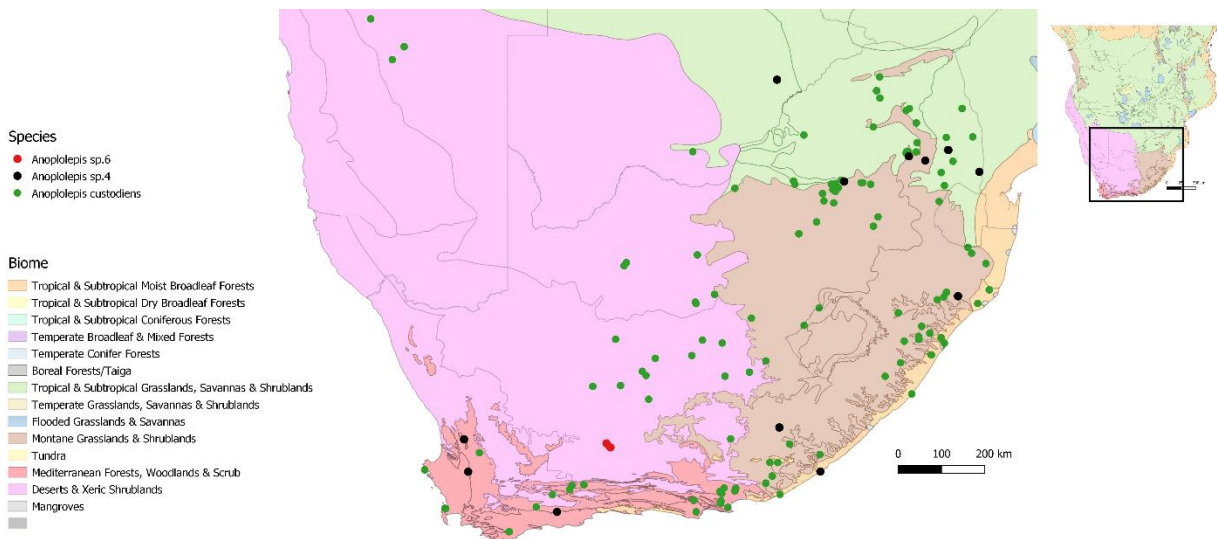 Species
Anoplolepis sp.6
Anoplolepis sp.4
Anoplolepis custodiens
Biome
Tropical & Subtropical Moist Broadleaf Forests
Tropical & Subtropical Dry Broadleaf Forests
Tropical & Subtropical Coniferous Forests
Temperate Broadleaf & Mixed Forests
Temperate Conifer Forests
Boreal Forests/Taiga
Tropical & Subtropical Grasslands, Savannas & Shrublands
Temperate Grasslands, Savannas & Shrublands
Flooded Grasslands & Savannas
Montane Grasslands & Shrublands
Tundra
Mediterranean Forests, Woodlands & Scrub
Deserts & Xeric Shrublands
Mangroves
0 100 200 km